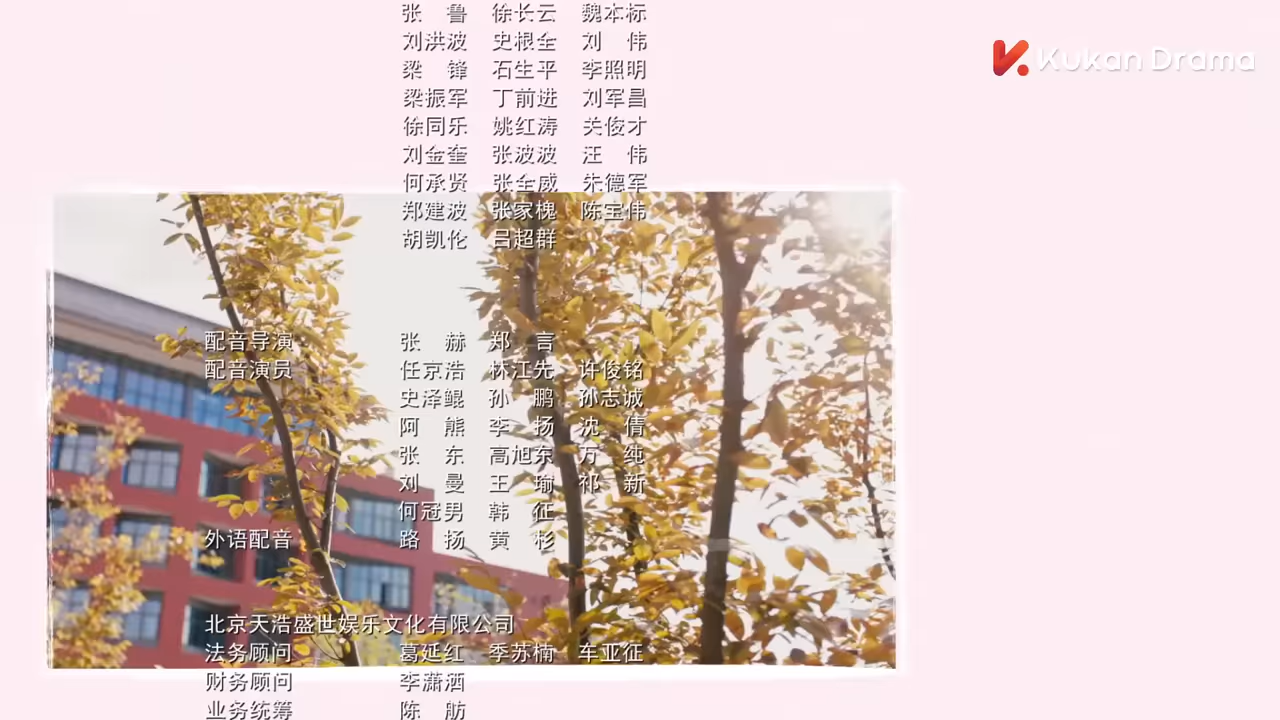 张　鲁　徐长云　魏本标
刘洪波　史根全　刘　伟
Kukan Drama
梁　锋　石生平　李照明
梁振军　丁前进　刘军昌
徐同乐　姚红涛　关俊才
刘金奎　张波波　汪　伟
何承贤　张全威　朱德军
郑建波　张家槐　陈宝伟
胡凯伦　吕超群
配音导演　张　赫　郑　言
配音演员　任京浩　林江先　许俊铭
史泽鲲　孙　鹏　孙志诚
阿　熊　李　扬　沈　倩
张　东　高旭东　万　纯
刘　曼　王　瑜　祁　新
何冠男　韩　征
外语配音　路　扬　黄　杉
北京天浩盛世娱乐文化有限公司
法务顾问　葛延红　季苏楠　车亚征
财务顾问　李潇洒
业务统筹　陈　舫